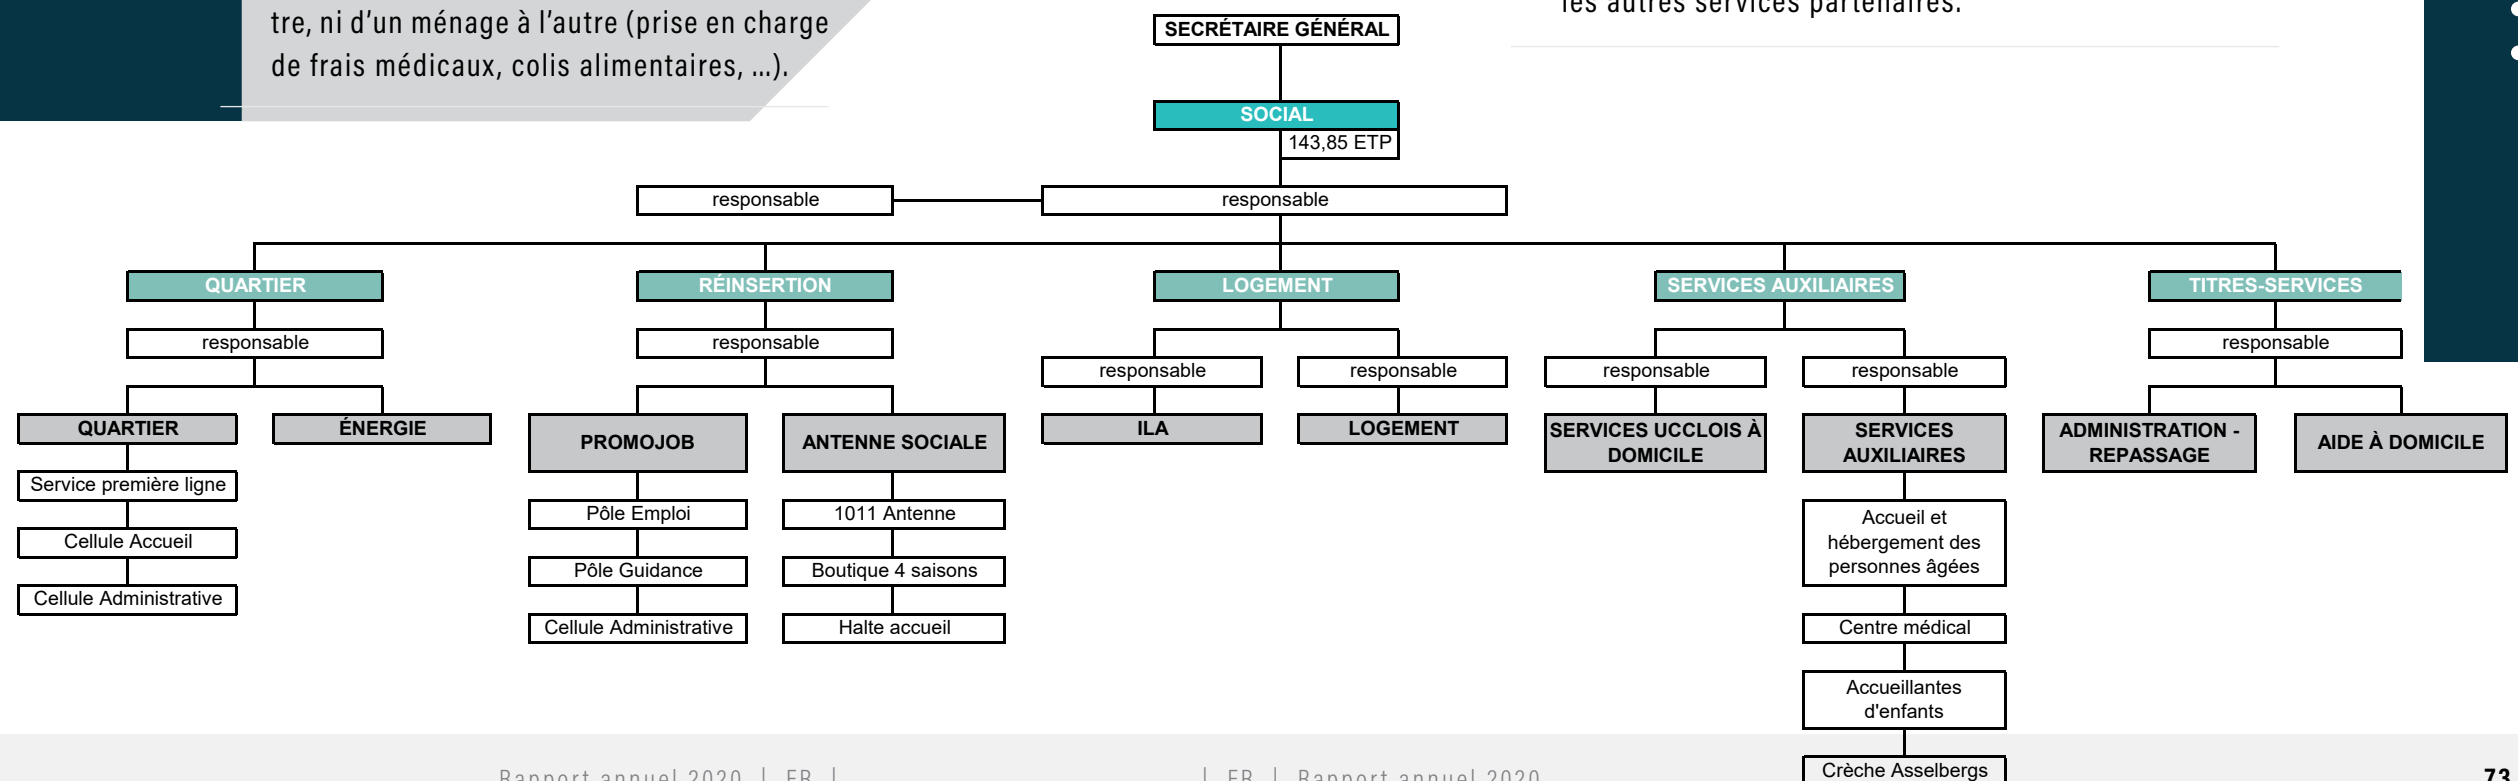 tre, ni d'un ménage à l'autre (prise en charge
de frais médicaux, colis alimentaires, ...).
les autres services partenaires.
SECRÉTAIRE GÉNÉRAL
SOCIAL
143,85 ETP
responsable
responsable
QUARTIER
RÉINSERTION
LOGEMENT
SERVICES AUXILIAIRES
TITRES-SERVICES
responsable
responsable
responsable
responsable
responsable
responsable
responsable
responsable
QUARTIER
ÉNERGIE
PROMOJOB
ANTENNE SOCIALE
ILA
LOGEMENT
SERVICES UCCLOIS À
DOMICILE
SERVICES
AUXILIAIRES
ADMINISTRATION -
REPASSAGE
AIDE À DOMICILE
Service première ligne
Cellule Accueil
Cellule Administrative
Pôle Emploi
Pôle Guidance
Cellule Administrative
1011 Antenne
Boutique 4 saisons
Halte accueil
Accueil et
hébergement des
personnes âgées
Centre médical
Accueillantes
d'enfants
Crèche Asselbergs
Rapport annuel 2020 | FR |
| FR | Rapport annuel 2020
73